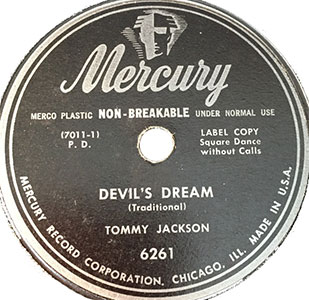 Mercury
MERCO PLASTIC NON-BREAKABLE UNDER NORMAL USE
(7011-1)
P. D.
LABEL COPY
Square Dance
without Calls
DEVIL'S DREAM
(Traditional)
TOMMY JACKSON
6261
MERCURY RECORD CORPORATION, CHICAGO, ILL. MADE IN U.S.A.